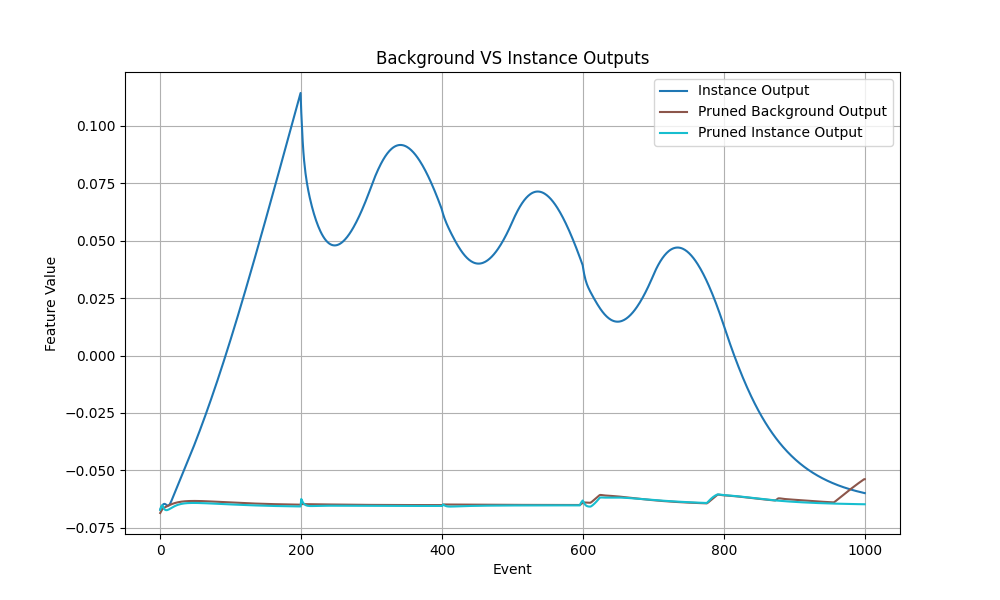 Background VS Instance Outputs
Instance Output
Pruned Background Output
Pruned Instance Output
Feature Value
0.100
0.075
0.050
0.025
0.000
−0.025
−0.050
−0.075
0 200 400 600 800 1000
Event